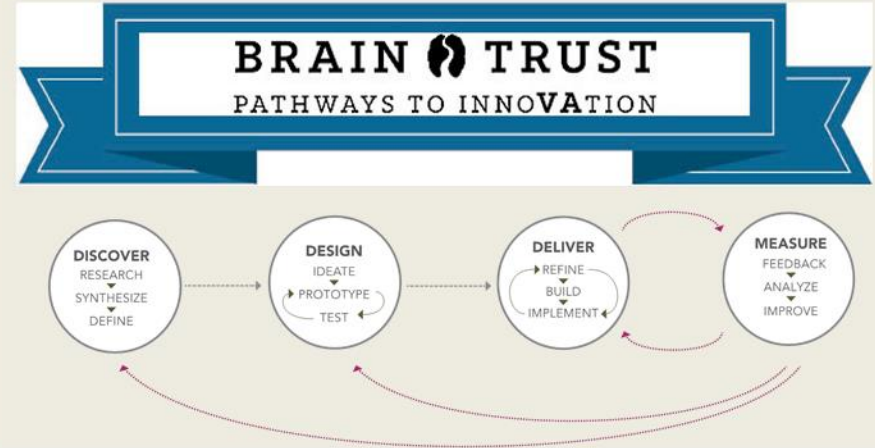 BRAIN TRUST
PATHWAYS TO INNOVATION
DISCOVER
RESEARCH
SYNTHESIZE
DEFINE
DESIGN
IDEATE
PROTOTYPE
TEST
DELIVER
REFINE
BUILD
IMPLEMENT
MEASURE
FEEDBACK
ANALYZE
IMPROVE